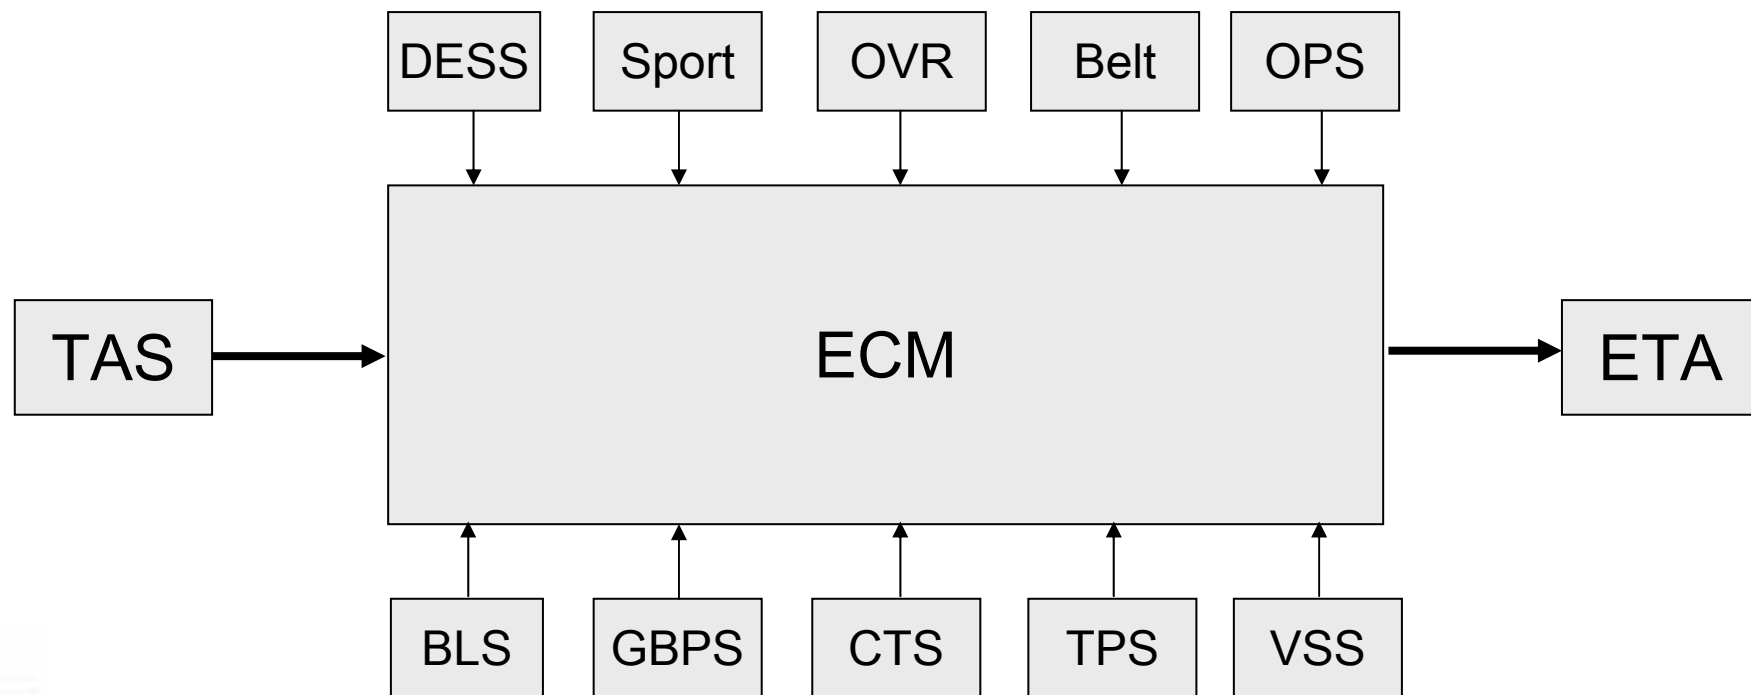 DESS
Sport
OVR
Belt
OPS
TAS
ECM
ETA
BLS
GBPS
CTS
TPS
VSS